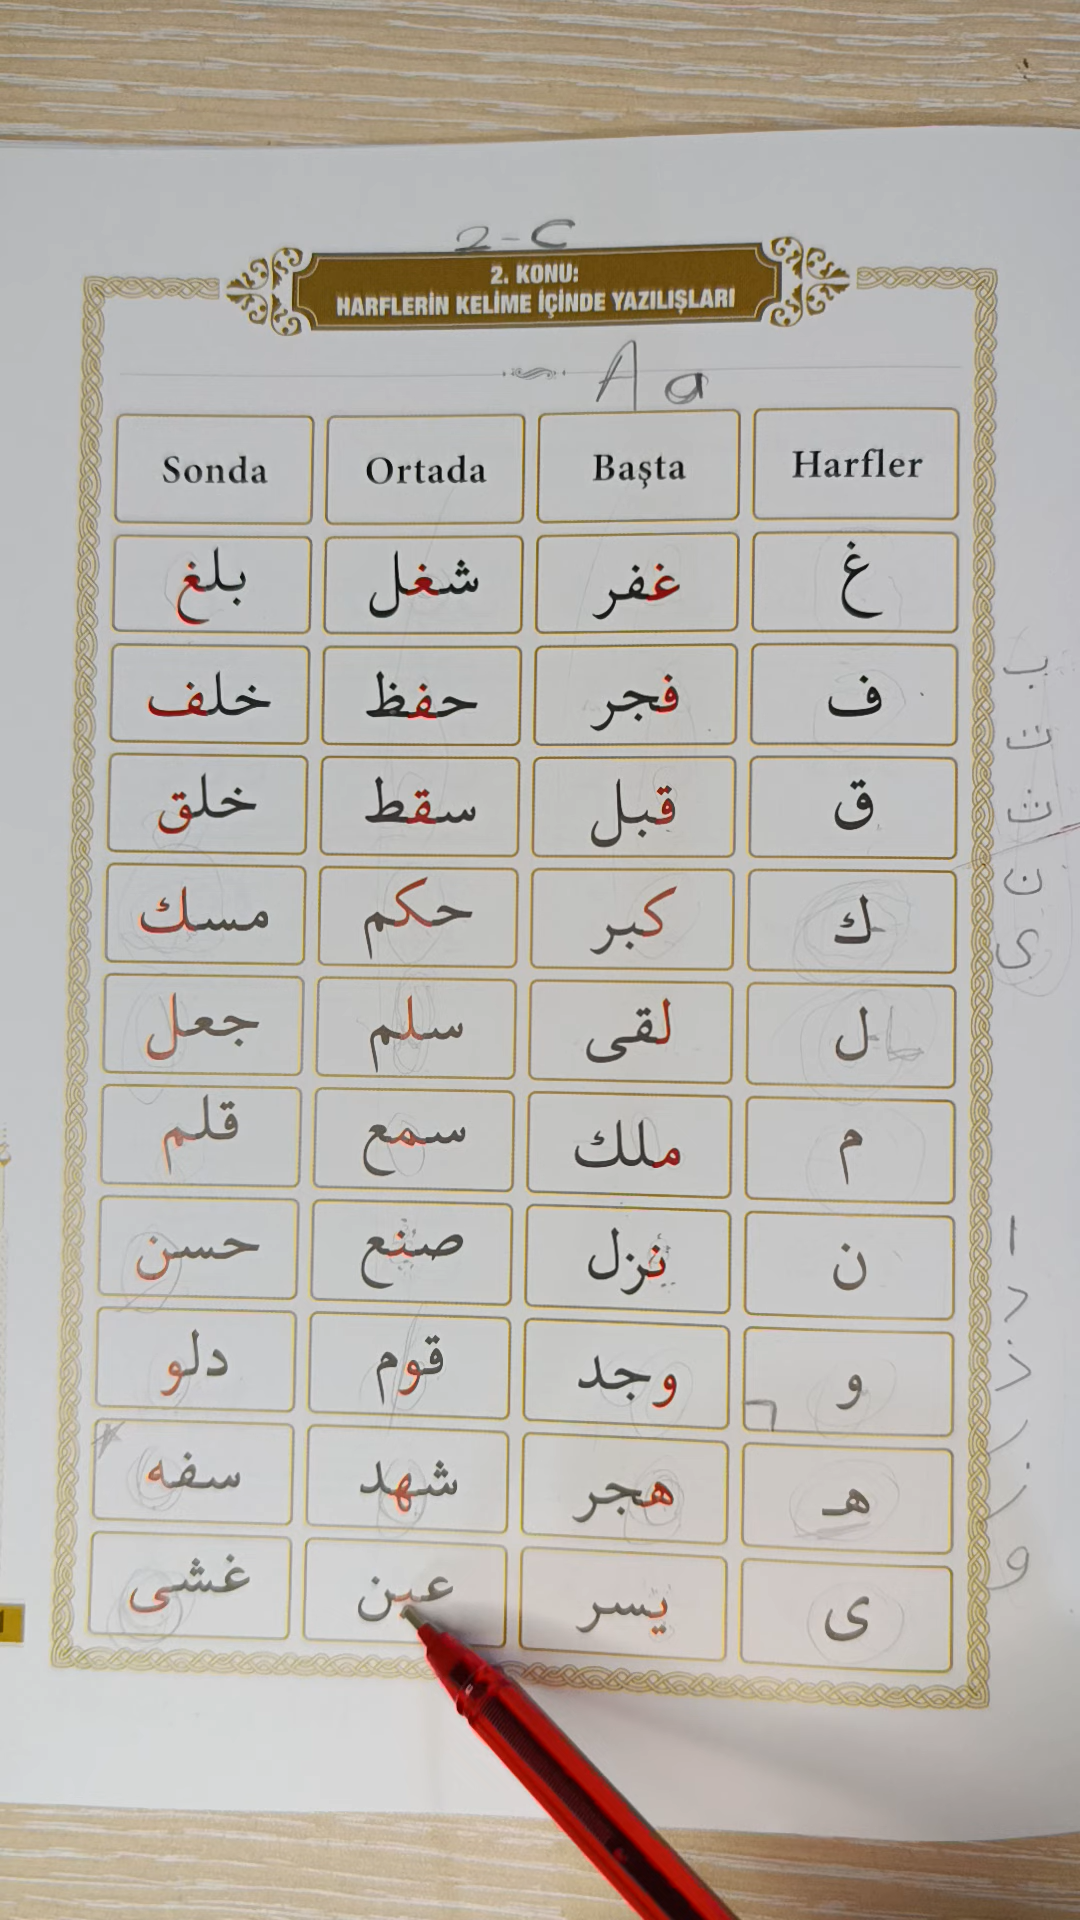 2-C
2. KONU:
HARFLERİN KELİME İÇİNDE YAZILIŞLARI
A a
Harfler Başta Ortada Sonda
غ غفر شغل بلغ
ف فجر حفظ خلف
ق قبل سقط خلق
ك كبر حكم مسك
ل لقى سلم جعل
م ملك سمع قلم
ن نزل صنع حسن
و وجد قوم دلو
هـ هجر شهد سفه
ى يسر عين غشى
ب
ت
ث
ن
ى
ا
د
ذ
ر
ز
و